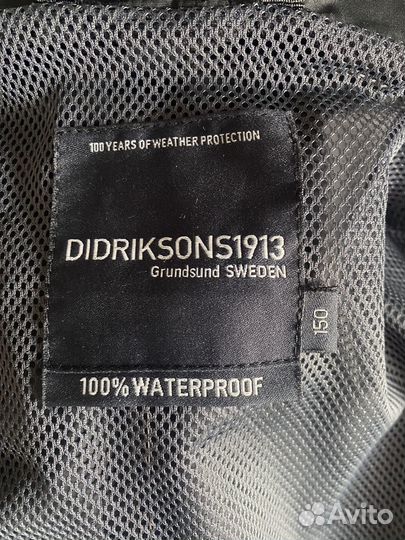 100 YEARS OF WEATHER PROTECTION
DIDRIKSONS1913
Grundsund SWEDEN
150
100% WATERPROOF
Avito